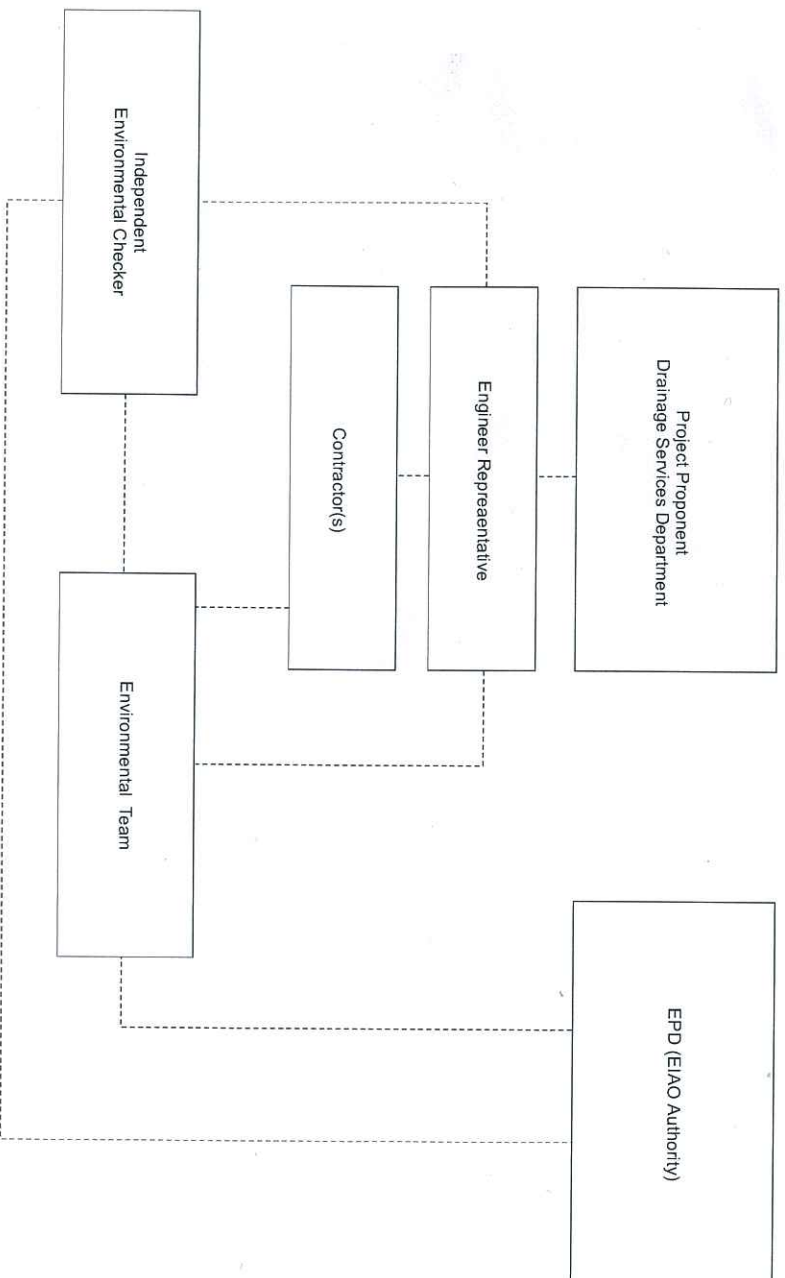 Project Proponent
Drainage Services Department
EPD (EIAO Authority)
Engineer Repreaentative
Contractor(s)
Independent
Environmental Checker
Environmental Team